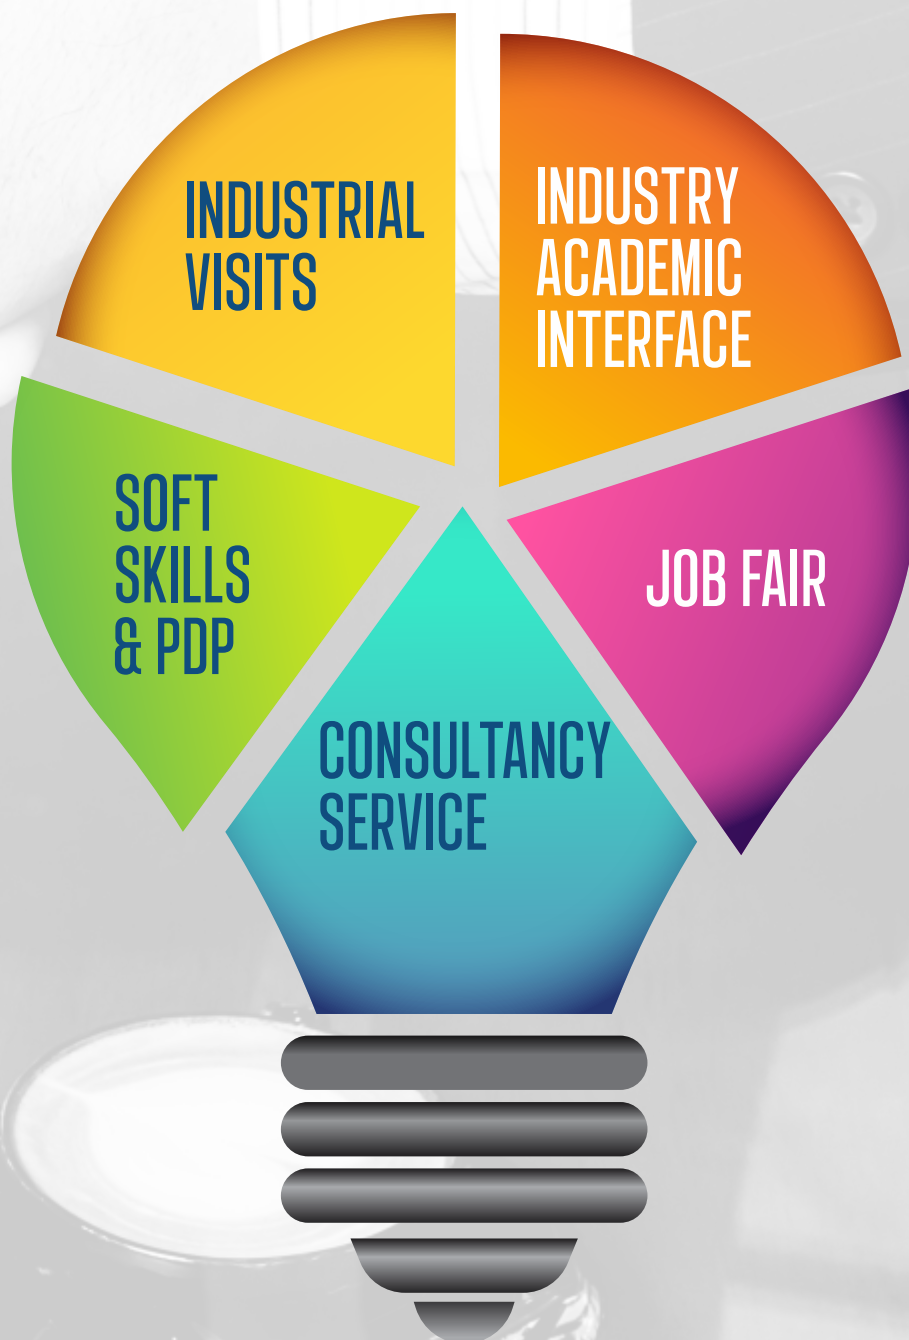 INDUSTRIAL
VISITS
INDUSTRY
ACADEMIC
INTERFACE
SOFT
SKILLS
& PDP
JOB FAIR
CONSULTANCY
SERVICE